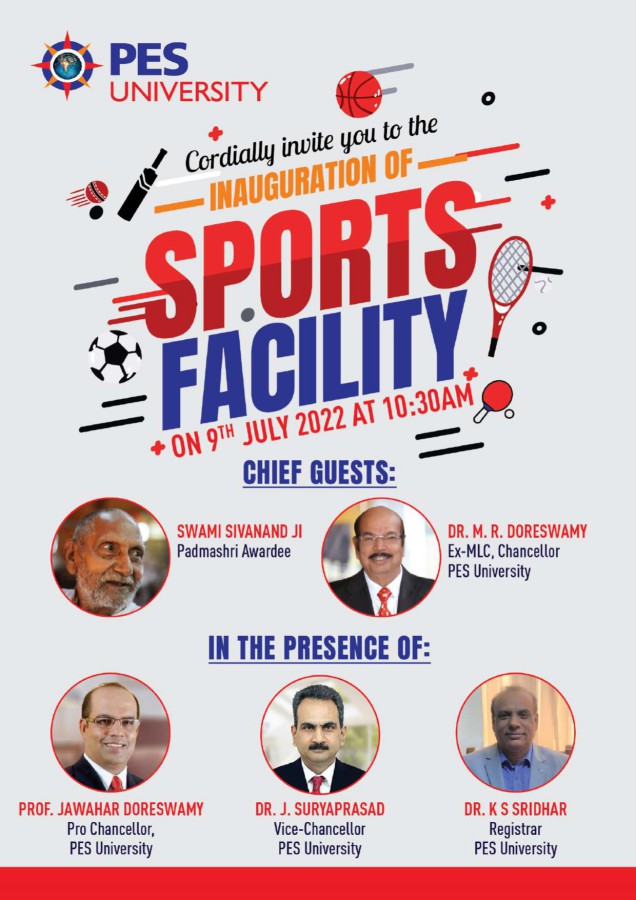 PES
UNIVERSITY
Cordially invite you to the
INAUGURATION OF
SPORTS
FACILITY
ON 9TH JULY 2022 AT 10:30AM
CHIEF GUESTS:
SWAMI SIVANAND JI
Padmashri Awardee
DR. M. R. DORESWAMY
Ex-MLC, Chancellor
PES University
IN THE PRESENCE OF:
PROF. JAWAHAR DORESWAMY
Pro Chancellor,
PES University
DR. J. SURYAPRASAD
Vice-Chancellor
PES University
DR. K S SRIDHAR
Registrar
PES University